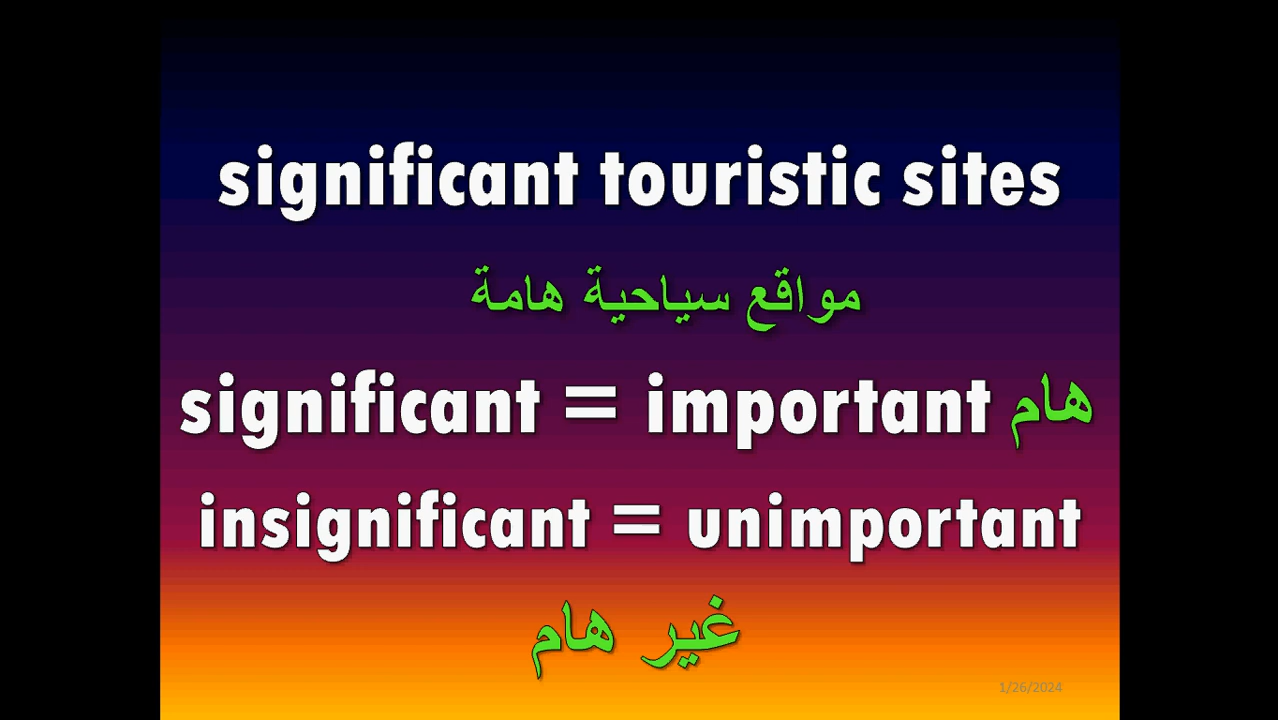 significant touristic sites
مواقع سياحية هامة
significant = important هام
insignificant = unimportant
غير هام
1/26/2024